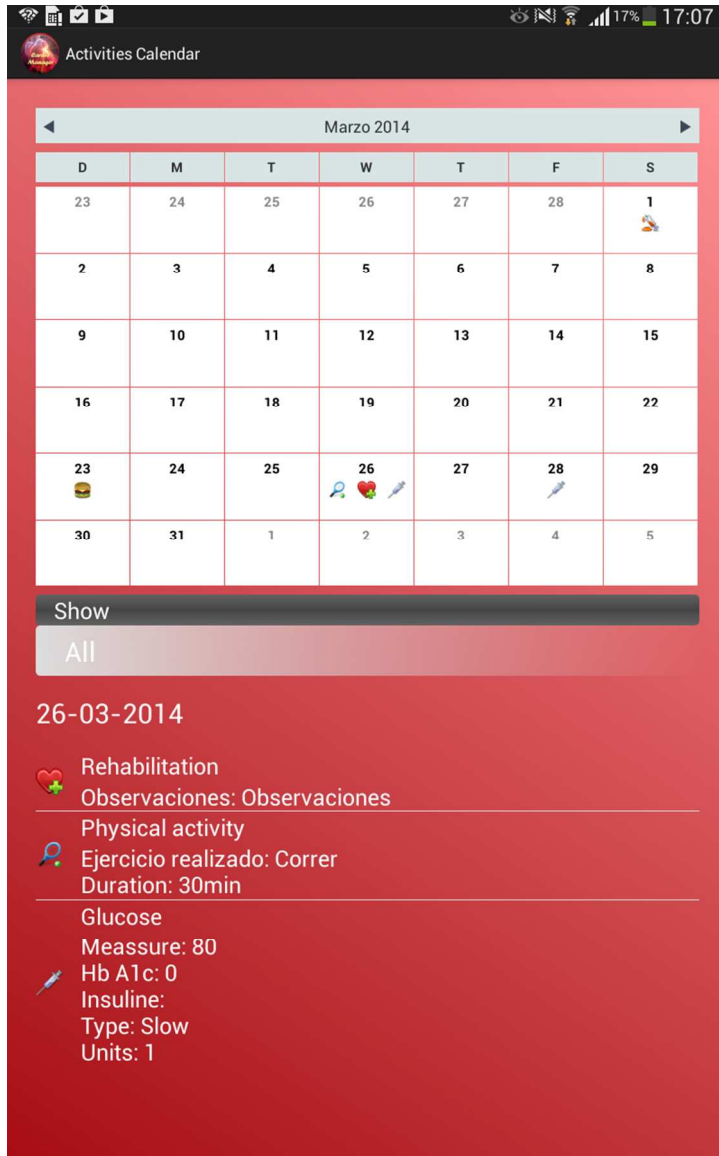 17% 17:07
Cardio Manager
Activities Calendar
Marzo 2014
D M T W T F S
23 24 25 26 27 28 1
2 3 4 5 6 7 8
9 10 11 12 13 14 15
16 17 18 19 20 21 22
23 24 25 26 27 28 29
30 31 1 2 3 4 5
Show
All
26-03-2014
Rehabilitation
Observaciones: Observaciones
Physical activity
Ejercicio realizado: Correr
Duration: 30min
Glucose
Meassure: 80
Hb A1c: 0
Insuline:
Type: Slow
Units: 1